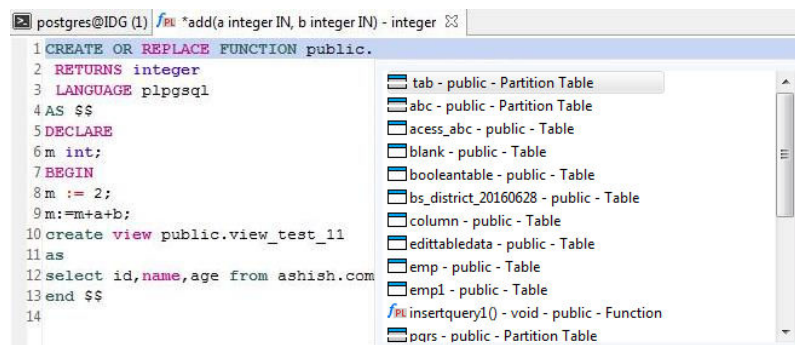 postgres@IDG (1) PL *add(a integer IN, b integer IN) - integer
1 CREATE OR REPLACE FUNCTION public.
2 RETURNS integer
3 LANGUAGE plpgsql
4 AS $$
5 DECLARE
6 m int;
7 BEGIN
8 m := 2;
9 m:=m+a+b;
10 create view public.view_test_11
11 as
12 select id,name,age from ashish.com
13 end $$
14
tab - public - Partition Table
abc - public - Partition Table
acess_abc - public - Table
blank - public - Table
booleantable - public - Table
bs_district_20160628 - public - Table
column - public - Table
edittabledata - public - Table
emp - public - Table
emp1 - public - Table
PL insertquery1() - void - public - Function
pqrs - public - Partition Table